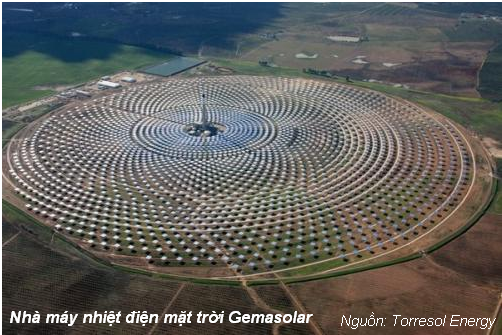 Nhà máy nhiệt điện mặt trời Gemasolar
Nguồn: Torresol Energy